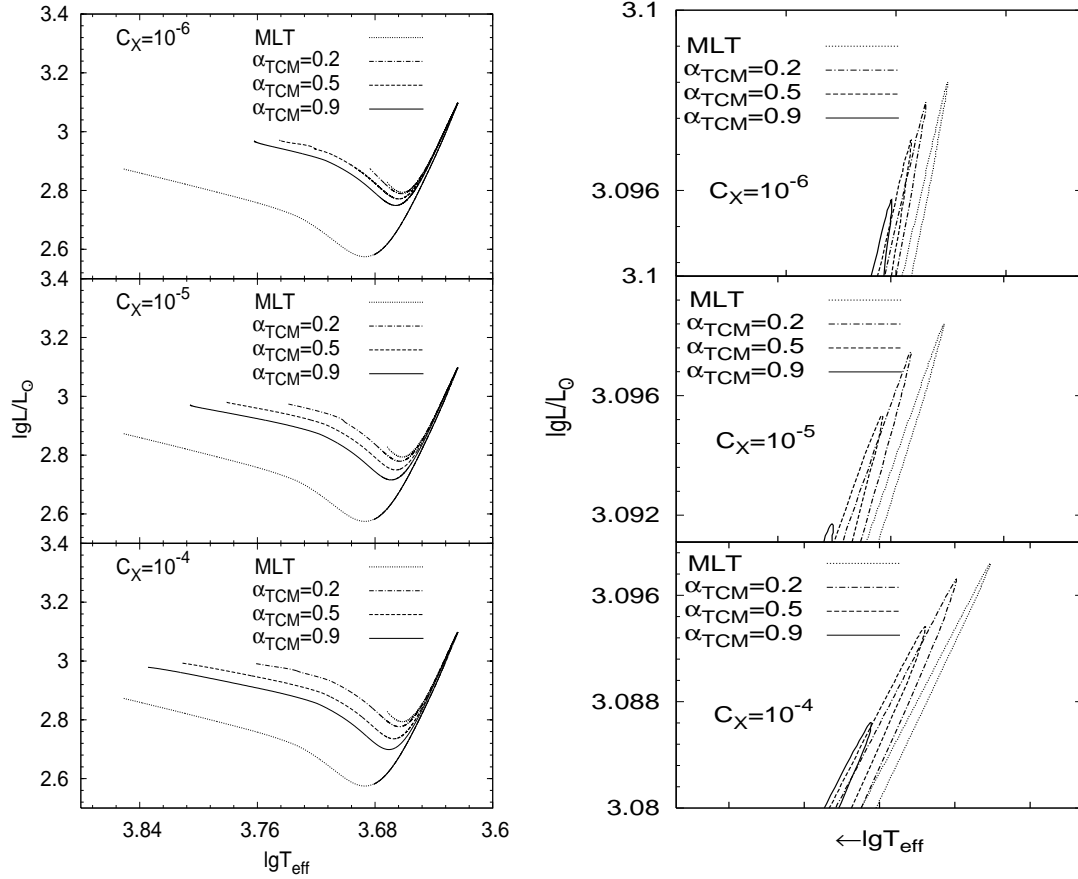 3.4
3.2
3
2.8
2.6
3.4
C_X=10^-6
MLT
α_TCM=0.2
α_TCM=0.5
α_TCM=0.9
3.2
3
2.8
2.6
3.4
C_X=10^-5
MLT
α_TCM=0.2
α_TCM=0.5
α_TCM=0.9
3.2
3
2.8
2.6
C_X=10^-4
MLT
α_TCM=0.2
α_TCM=0.5
α_TCM=0.9
lgL/L⊙
3.84 3.76 3.68 3.6
lgT_eff
3.1
3.096
3.1
MLT
α_TCM=0.2
α_TCM=0.5
α_TCM=0.9
C_X=10^-6
3.096
3.092
MLT
α_TCM=0.2
α_TCM=0.5
α_TCM=0.9
C_X=10^-5
3.096
3.088
3.08
MLT
α_TCM=0.2
α_TCM=0.5
α_TCM=0.9
C_X=10^-4
lgL/L⊙
←lgT_eff